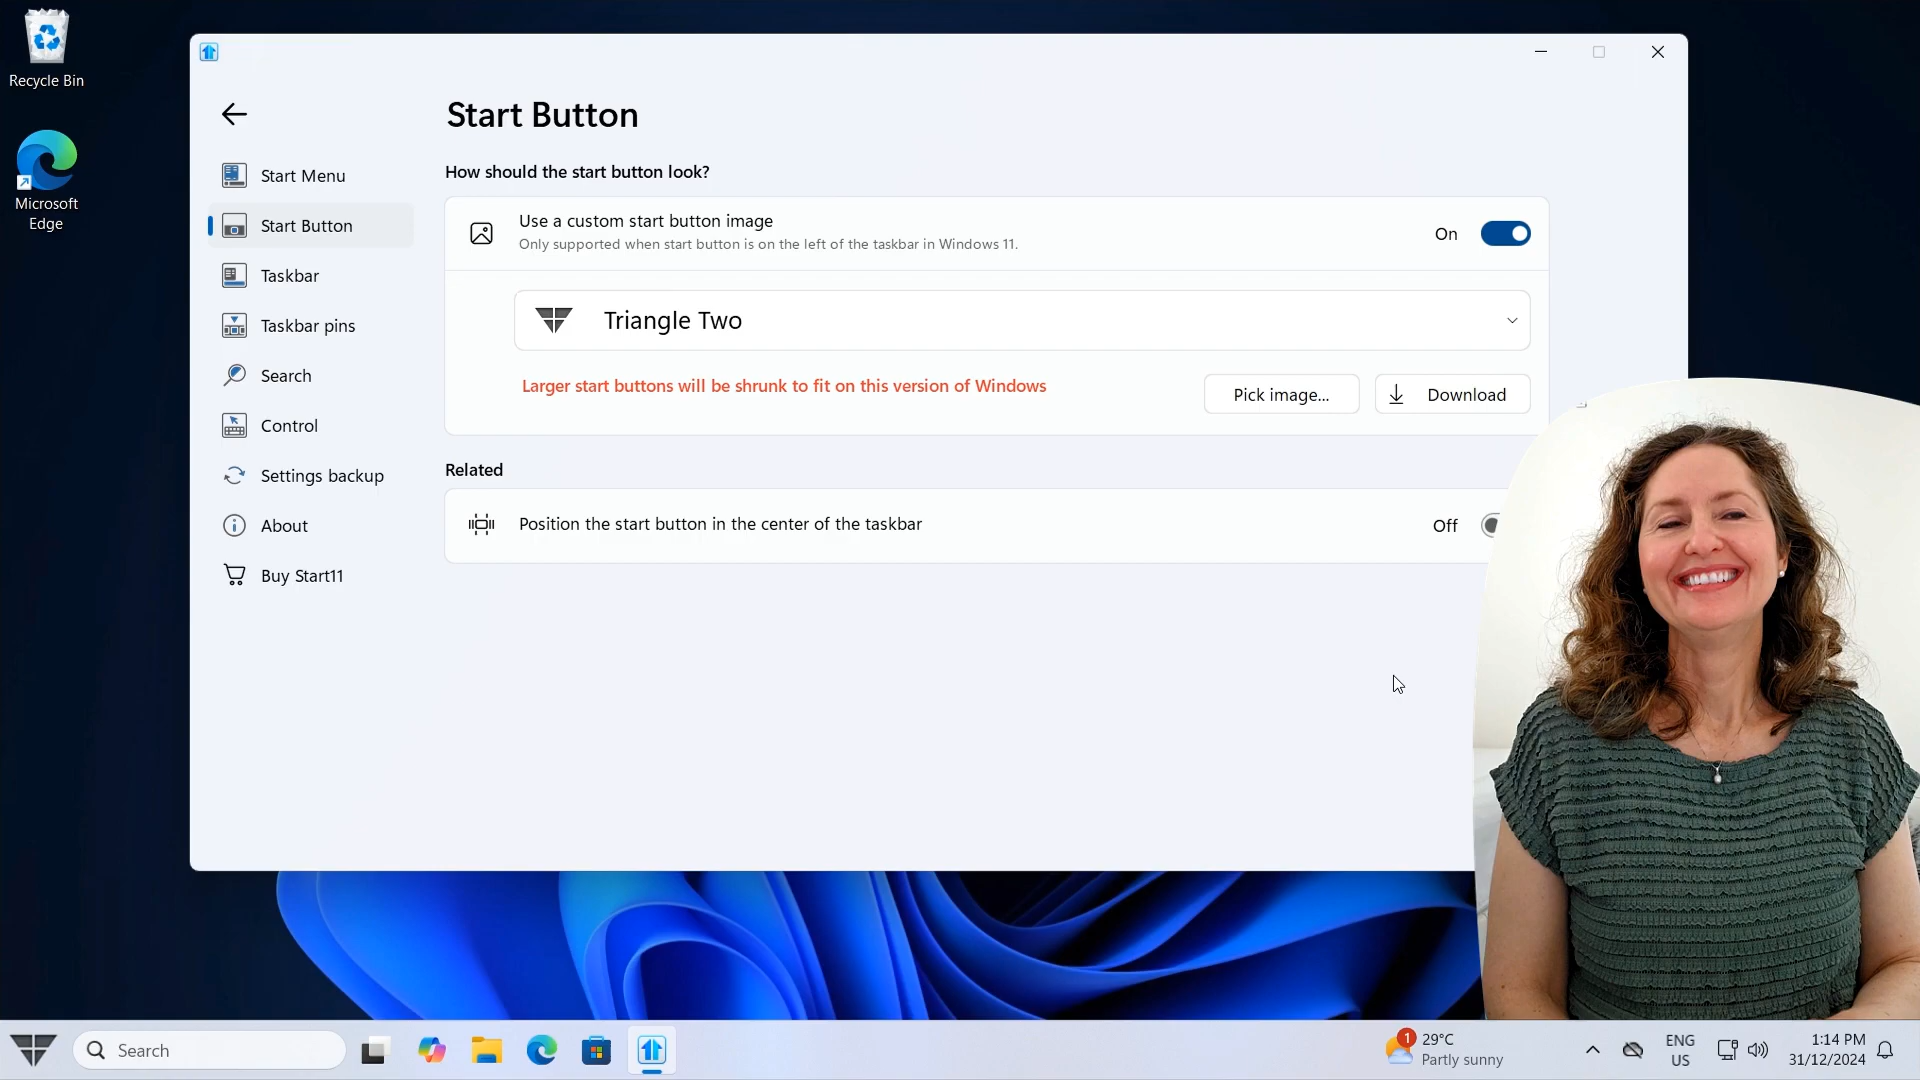 Recycle Bin
Microsoft
Edge
Start Button
Start Menu
Start Button
Taskbar
Taskbar pins
Search
Control
Settings backup
About
Buy Start11
How should the start button look?
Use a custom start button image
Only supported when start button is on the left of the taskbar in Windows 11.
On
Triangle Two
Larger start buttons will be shrunk to fit on this version of Windows
Pick image...
Download
Related
Position the start button in the center of the taskbar
Off
Search
1
29°C
Partly sunny
ENG
US
1:14 PM
31/12/2024